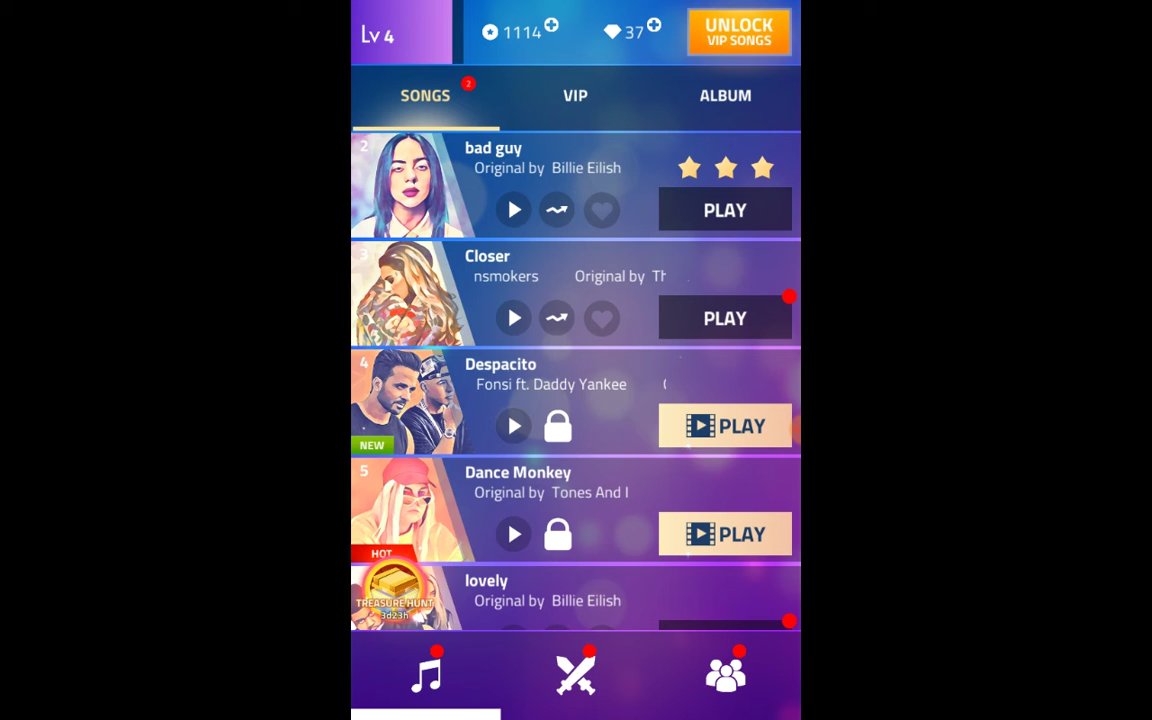 Lv 4
1114
37
UNLOCK
VIP SONGS
SONGS
2
VIP
ALBUM
2
bad guy
Original by Billie Eilish
PLAY
3
Closer
nsmokers Original by Th
PLAY
4
Despacito
Fonsi ft. Daddy Yankee
NEW
PLAY
5
Dance Monkey
Original by Tones And I
HOT
PLAY
lovely
Original by Billie Eilish
TREASURE HUNT
3d23h